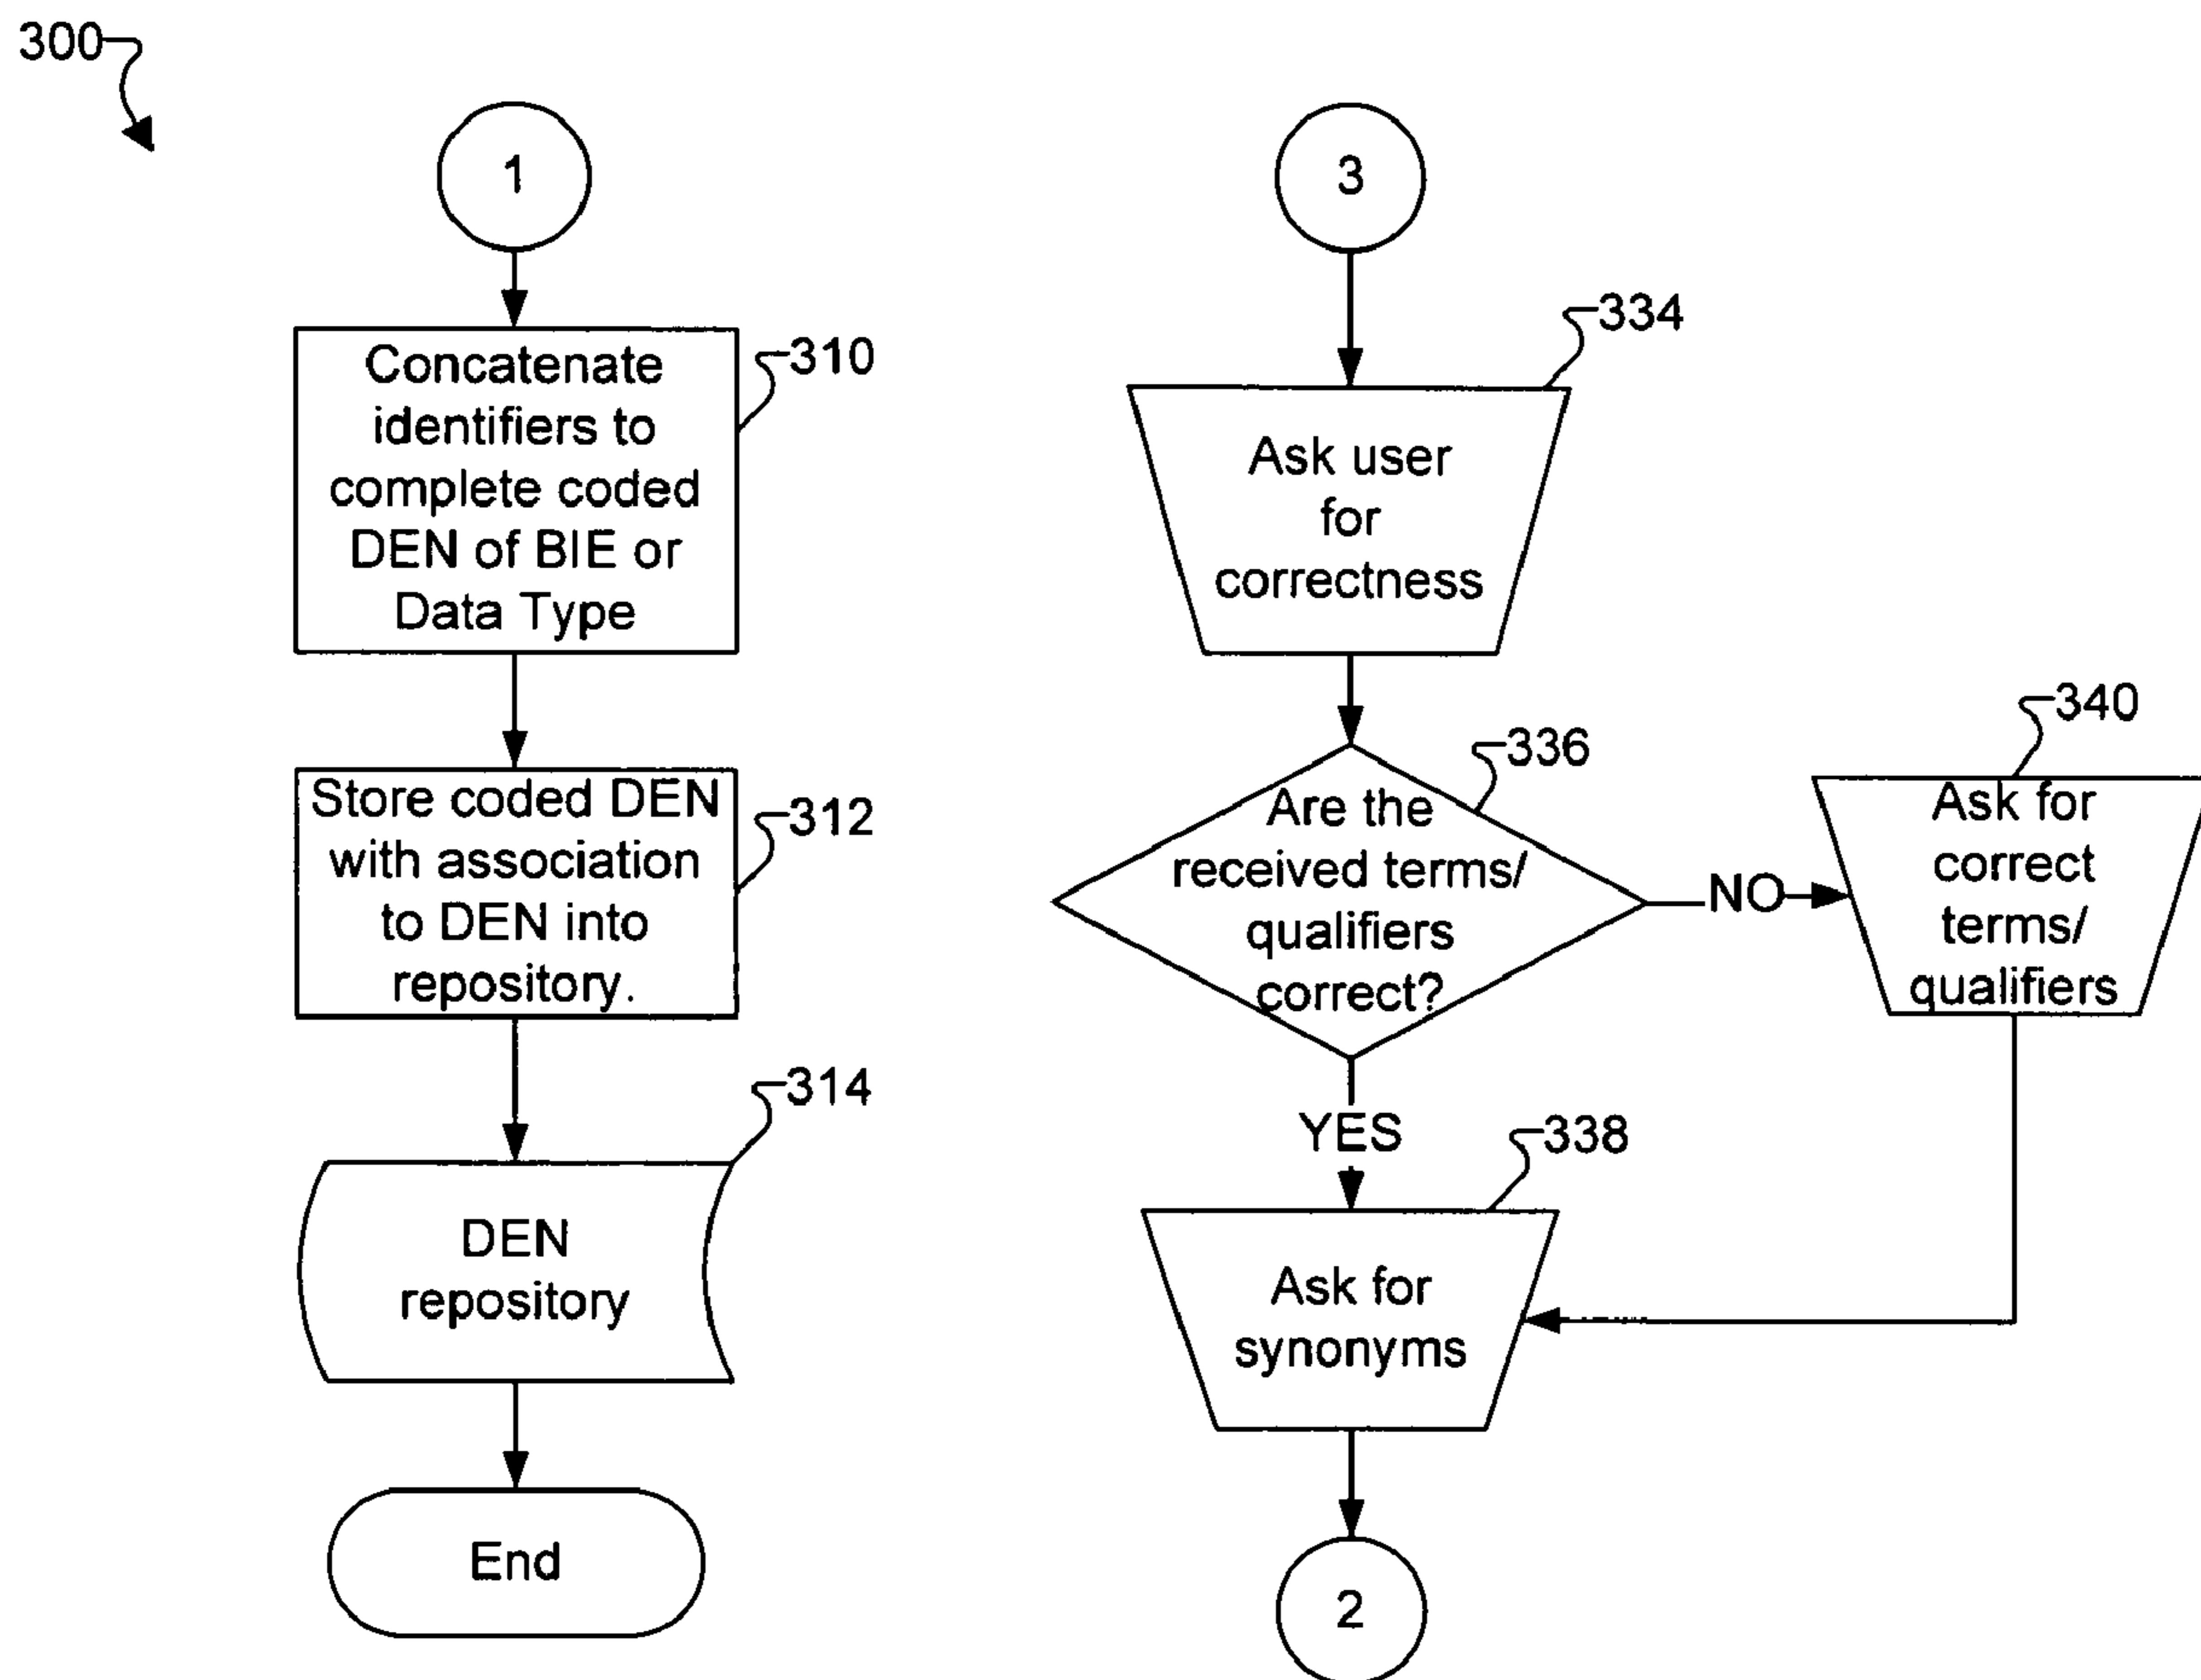 300
1
Concatenate
identifiers to
complete coded
DEN of BIE or
Data Type
310
Store coded DEN
with association
to DEN into
repository.
312
314
DEN
repository
End
3
334
Ask user
for
correctness
336
Are the
received terms/
qualifiers
correct?
NO
340
Ask for
correct
terms/
qualifiers
YES
338
Ask for
synonyms
2